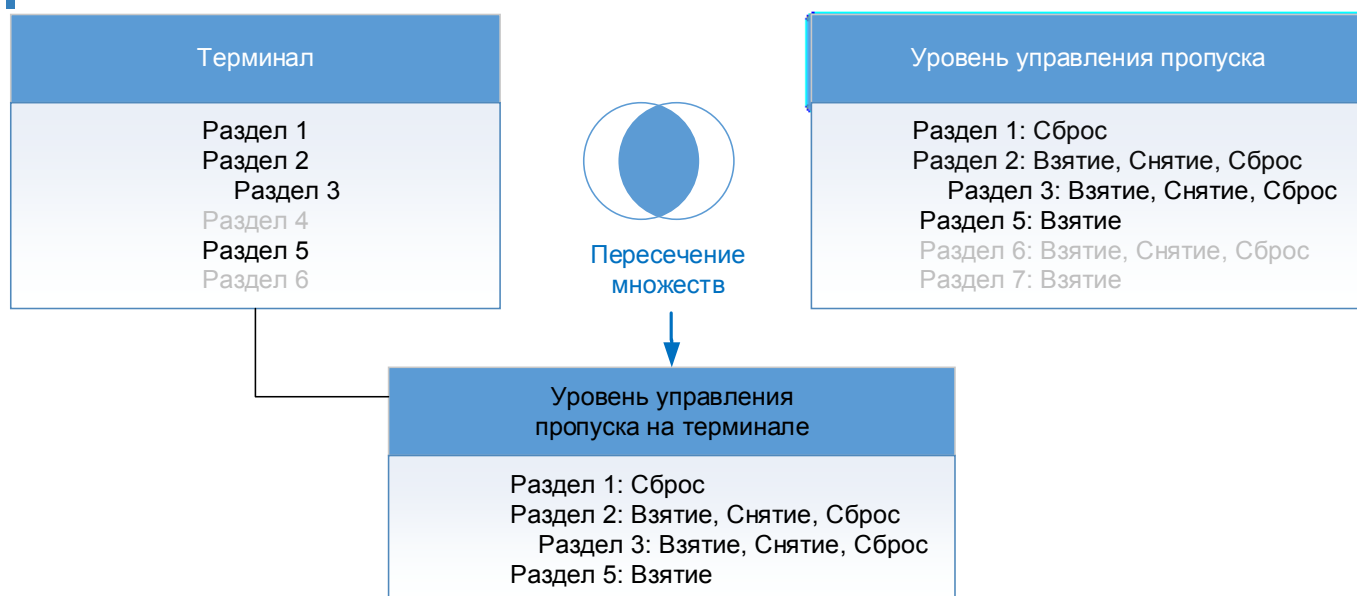 Терминал
Раздел 1
Раздел 2
Раздел 3
Раздел 4
Раздел 5
Раздел 6
Пересечение
множеств
Уровень управления пропуска
Раздел 1: Сброс
Раздел 2: Взятие, Снятие, Сброс
Раздел 3: Взятие, Снятие, Сброс
Раздел 5: Взятие
Раздел 6: Взятие, Снятие, Сброс
Раздел 7: Взятие
Уровень управления
пропуска на терминале
Раздел 1: Сброс
Раздел 2: Взятие, Снятие, Сброс
Раздел 3: Взятие, Снятие, Сброс
Раздел 5: Взятие